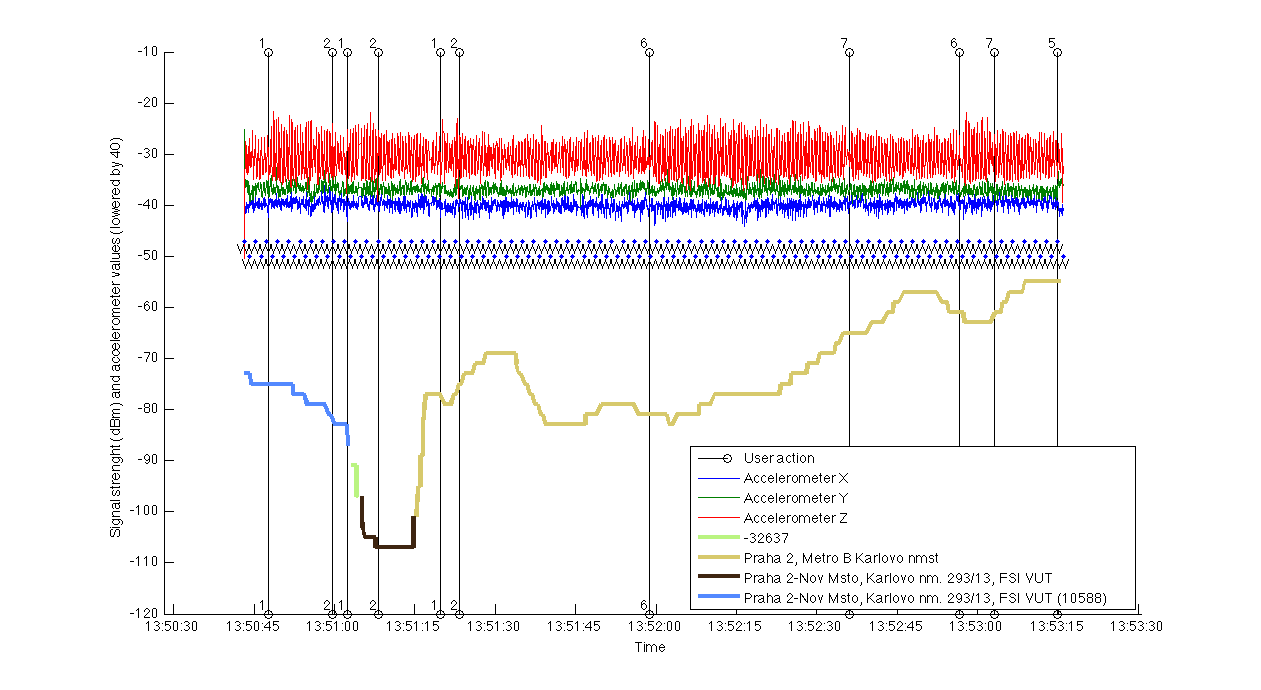 1 2 1 2 1 2 6 7 6 7 5
-10
-20
-30
-40
-50
-60
-70
-80
-90
-100
-110
-120
Signal strenght (dBm) and accelerometer values (lowered by 40)
User action
Accelerometer X
Accelerometer Y
Accelerometer Z
-32637
Praha 2, Metro B Karlovo nmst
Praha 2-Nov Msto, Karlovo nm. 293/13, FSI VUT
Praha 2-Nov Msto, Karlovo nm. 293/13, FSI VUT (10588)
1 2 1 2 1 2 6
13:50:30 13:50:45 13:51:00 13:51:15 13:51:30 13:51:45 13:52:00 13:52:15 13:52:30 13:52:45 13:53:00 13:53:15 13:53:30
Time